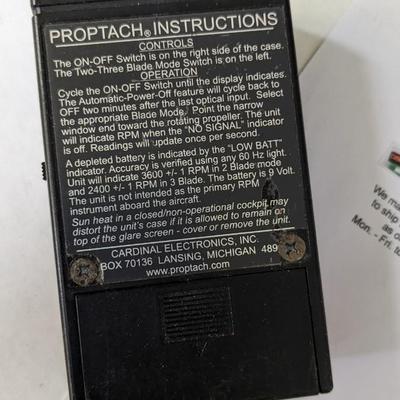 PROPTACH® INSTRUCTIONS
CONTROLS
The ON-OFF Switch is on the right side of the case.
The Two-Three Blade Mode Switch is on the left.
OPERATION
Cycle the ON-OFF Switch until the display indicates.
The Automatic-Power-Off feature will cycle back to
OFF two minutes after the last optical input. Select
the appropriate Blade Mode. Point the narrow
window end toward the rotating propeller. The unit
will indicate RPM when the "NO SIGNAL" indicator
is off. Readings will update once per second.
A depleted battery is indicated by the "LOW BATT"
indicator. Accuracy is verified using any 60 Hz light.
Unit will indicate 3600 +/- 1 RPM in 2 Blade mode
and 2400 +/- 1 RPM in 3 Blade. The battery is 9 Volt.
The unit is not intended as the primary RPM
instrument aboard the aircraft.
Sun heat in a closed/non-operational cockpit may
distort the unit's case if it is allowed to remain on
top of the glare screen - cover or remove the unit.
CARDINAL ELECTRONICS, INC.
BOX 70136 LANSING, MICHIGAN 489
www.proptach.com
We ma
to ship
as
Mon. - Fri.